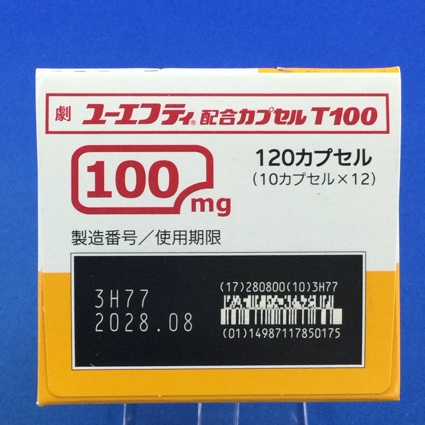 劇 ユーエフティ® 配合カプセルT100
100mg
120カプセル
(10カプセル×12)
製造番号/使用期限
3H77
2028.08
(17)280800(10)3H77
(01)14987117850175